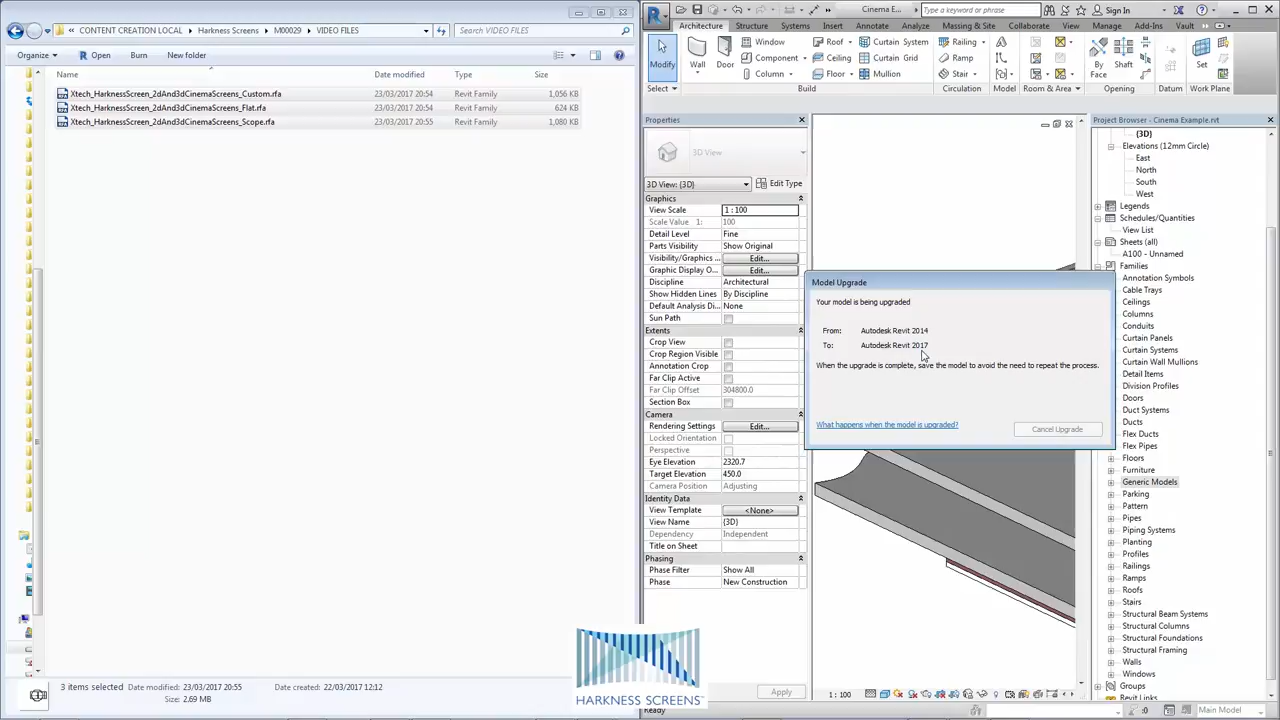 CONTENT CREATION LOCAL
Harkness Screens
M00029
VIDEO FILES
Search VIDEO FILES
Organize
Open
Burn
New folder
Name
Date modified
Type
Size
Xtech_HarknessScreen_2dAnd3dCinemaScreens_Custom.rfa
23/03/2017 20:54
Revit Family
1,056 KB
Xtech_HarknessScreen_2dAnd3dCinemaScreens_Flat.rfa
23/03/2017 20:54
Revit Family
624 KB
Xtech_HarknessScreen_2dAnd3dCinemaScreens_Scope.rfa
23/03/2017 20:55
Revit Family
1,080 KB
3 items selected
Date modified: 23/03/2017 20:55
Date created: 22/03/2017 12:12
Size: 2.69 MB
Cinema E...
Type a keyword or phrase
Sign In
Architecture
Structure
Systems
Insert
Annotate
Analyze
Massing & Site
Collaborate
View
Manage
Add-Ins
Vault
Modify
Wall
Door
Window
Component
Column
Roof
Ceiling
Floor
Curtain System
Curtain Grid
Mullion
Railing
Ramp
Stair
By
Face
Shaft
Set
Select
Build
Circulation
Model
Room & Area
Opening
Datum
Work Plane
Properties
3D View
3D View: {3D}
Edit Type
Graphics
View Scale
1 : 100
Scale Value 1:
100
Detail Level
Fine
Parts Visibility
Show Original
Visibility/Graphics ...
Edit...
Graphic Display O...
Edit...
Discipline
Architectural
Show Hidden Lines
By Discipline
Default Analysis Di...
None
Sun Path
Extents
Crop View
Crop Region Visible
Annotation Crop
Far Clip Active
Far Clip Offset
304800.0
Section Box
Camera
Rendering Settings
Edit...
Locked Orientation
Perspective
Eye Elevation
2320.7
Target Elevation
450.0
Camera Position
Adjusting
Identity Data
View Template
<None>
View Name
{3D}
Dependency
Independent
Title on Sheet
Phasing
Phase Filter
Show All
Phase
New Construction
Apply
Ready
HARKNESS SCREENS™
Model Upgrade
Your model is being upgraded
From:
Autodesk Revit 2014
To:
Autodesk Revit 2017
When the upgrade is complete, save the model to avoid the need to repeat the process.
What happens when the model is upgraded?
Cancel Upgrade
1 : 100
:0
Main Model
Project Browser - Cinema Example.rvt
{3D}
Elevations (12mm Circle)
East
North
South
West
Legends
Schedules/Quantities
View List
Sheets (all)
A100 - Unnamed
Families
Annotation Symbols
Cable Trays
Ceilings
Columns
Conduits
Curtain Panels
Curtain Systems
Curtain Wall Mullions
Detail Items
Division Profiles
Doors
Duct Systems
Ducts
Flex Ducts
Flex Pipes
Floors
Furniture
Generic Models
Parking
Pattern
Pipes
Piping Systems
Planting
Profiles
Railings
Ramps
Roofs
Stairs
Structural Beam Systems
Structural Columns
Structural Foundations
Structural Framing
Walls
Windows
Groups
Revit Links